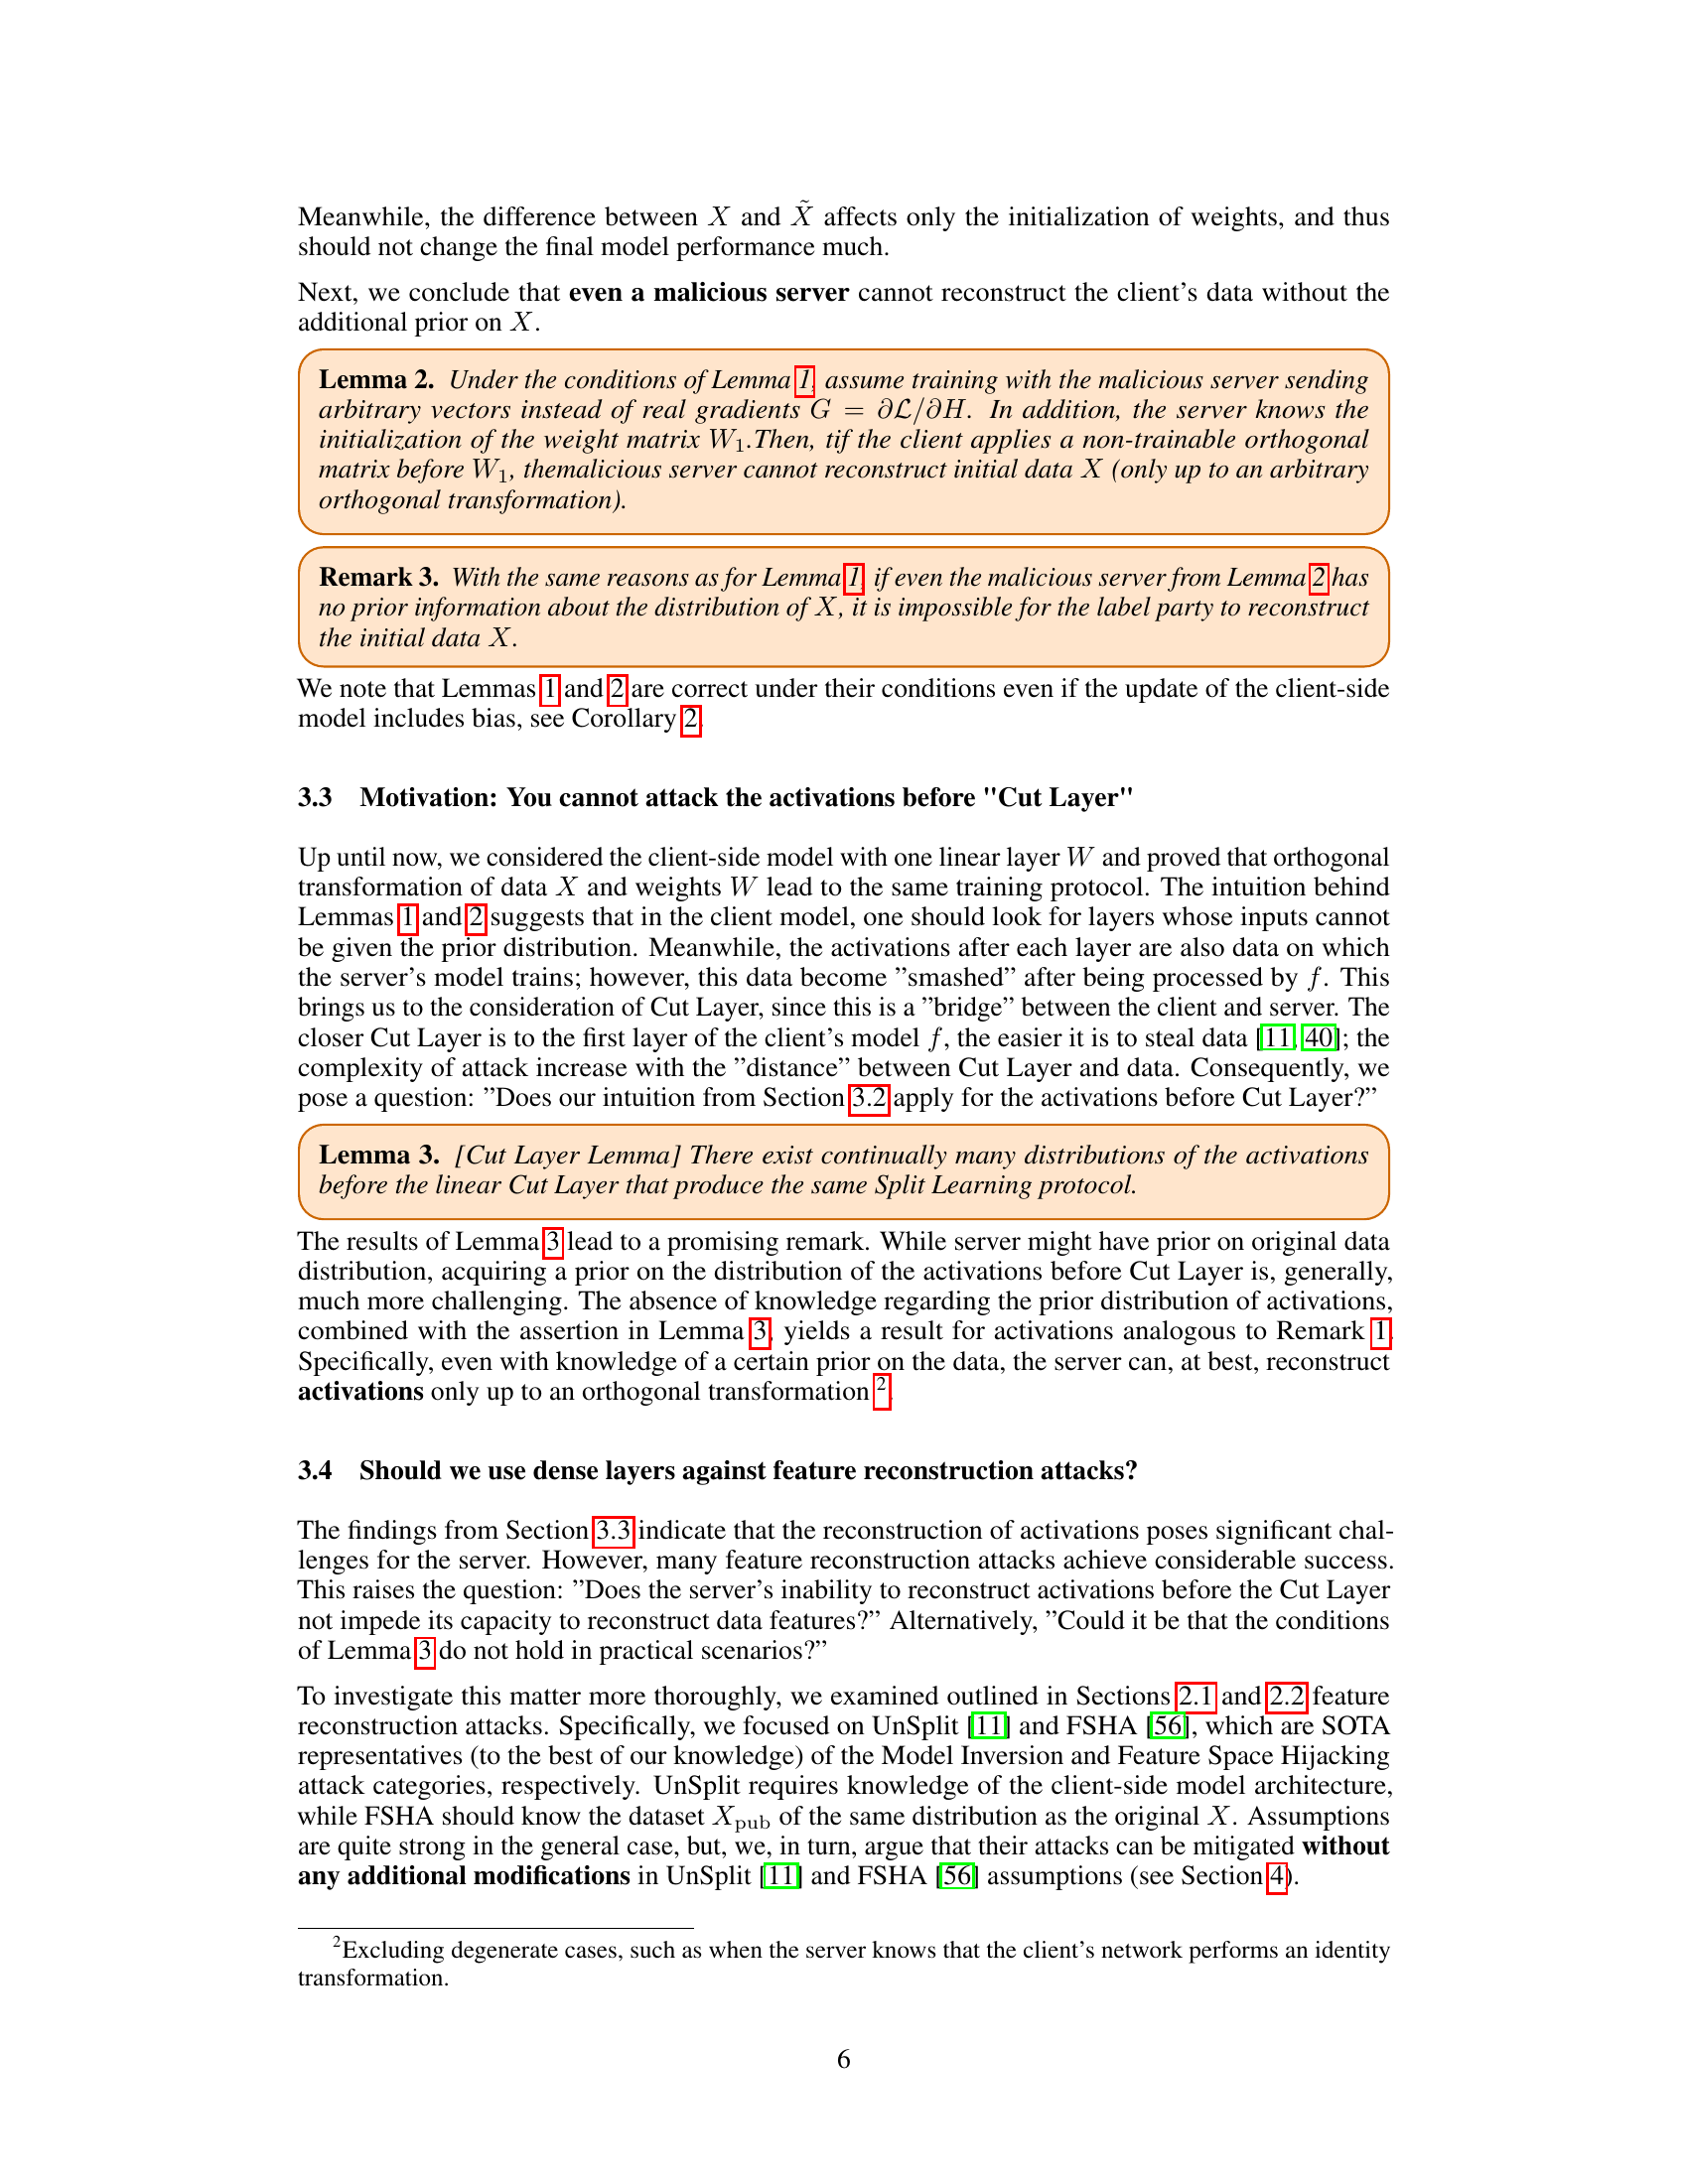 Meanwhile, the difference between X and X̃ affects only the initialization of weights, and thus
should not change the final model performance much.
Next, we conclude that even a malicious server cannot reconstruct the client's data without the
additional prior on X.
Lemma 2. Under the conditions of Lemma 1, assume training with the malicious server sending
arbitrary vectors instead of real gradients G = ∂ℒ/∂H. In addition, the server knows the
initialization of the weight matrix W₁.Then, tif the client applies a non-trainable orthogonal
matrix before W₁, themalicious server cannot reconstruct initial data X (only up to an arbitrary
orthogonal transformation).
Remark 3. With the same reasons as for Lemma 1, if even the malicious server from Lemma 2 has
no prior information about the distribution of X, it is impossible for the label party to reconstruct
the initial data X.
We note that Lemmas 1 and 2 are correct under their conditions even if the update of the client-side
model includes bias, see Corollary 2.
3.3 Motivation: You cannot attack the activations before "Cut Layer"
Up until now, we considered the client-side model with one linear layer W and proved that orthogonal
transformation of data X and weights W lead to the same training protocol. The intuition behind
Lemmas 1 and 2 suggests that in the client model, one should look for layers whose inputs cannot
be given the prior distribution. Meanwhile, the activations after each layer are also data on which
the server's model trains; however, this data become ”smashed” after being processed by f. This
brings us to the consideration of Cut Layer, since this is a ”bridge” between the client and server. The
closer Cut Layer is to the first layer of the client's model f, the easier it is to steal data [11, 40]; the
complexity of attack increase with the ”distance” between Cut Layer and data. Consequently, we
pose a question: ”Does our intuition from Section 3.2 apply for the activations before Cut Layer?”
Lemma 3. [Cut Layer Lemma] There exist continually many distributions of the activations
before the linear Cut Layer that produce the same Split Learning protocol.
The results of Lemma 3 lead to a promising remark. While server might have prior on original data
distribution, acquiring a prior on the distribution of the activations before Cut Layer is, generally,
much more challenging. The absence of knowledge regarding the prior distribution of activations,
combined with the assertion in Lemma 3, yields a result for activations analogous to Remark 1.
Specifically, even with knowledge of a certain prior on the data, the server can, at best, reconstruct
activations only up to an orthogonal transformation ².
3.4 Should we use dense layers against feature reconstruction attacks?
The findings from Section 3.3 indicate that the reconstruction of activations poses significant chal-
lenges for the server. However, many feature reconstruction attacks achieve considerable success.
This raises the question: ”Does the server's inability to reconstruct activations before the Cut Layer
not impede its capacity to reconstruct data features?” Alternatively, ”Could it be that the conditions
of Lemma 3 do not hold in practical scenarios?”
To investigate this matter more thoroughly, we examined outlined in Sections 2.1 and 2.2 feature
reconstruction attacks. Specifically, we focused on UnSplit [11] and FSHA [56], which are SOTA
representatives (to the best of our knowledge) of the Model Inversion and Feature Space Hijacking
attack categories, respectively. UnSplit requires knowledge of the client-side model architecture,
while FSHA should know the dataset X_pub of the same distribution as the original X. Assumptions
are quite strong in the general case, but, we, in turn, argue that their attacks can be mitigated without
any additional modifications in UnSplit [11] and FSHA [56] assumptions (see Section 4).
²Excluding degenerate cases, such as when the server knows that the client's network performs an identity
transformation.
6